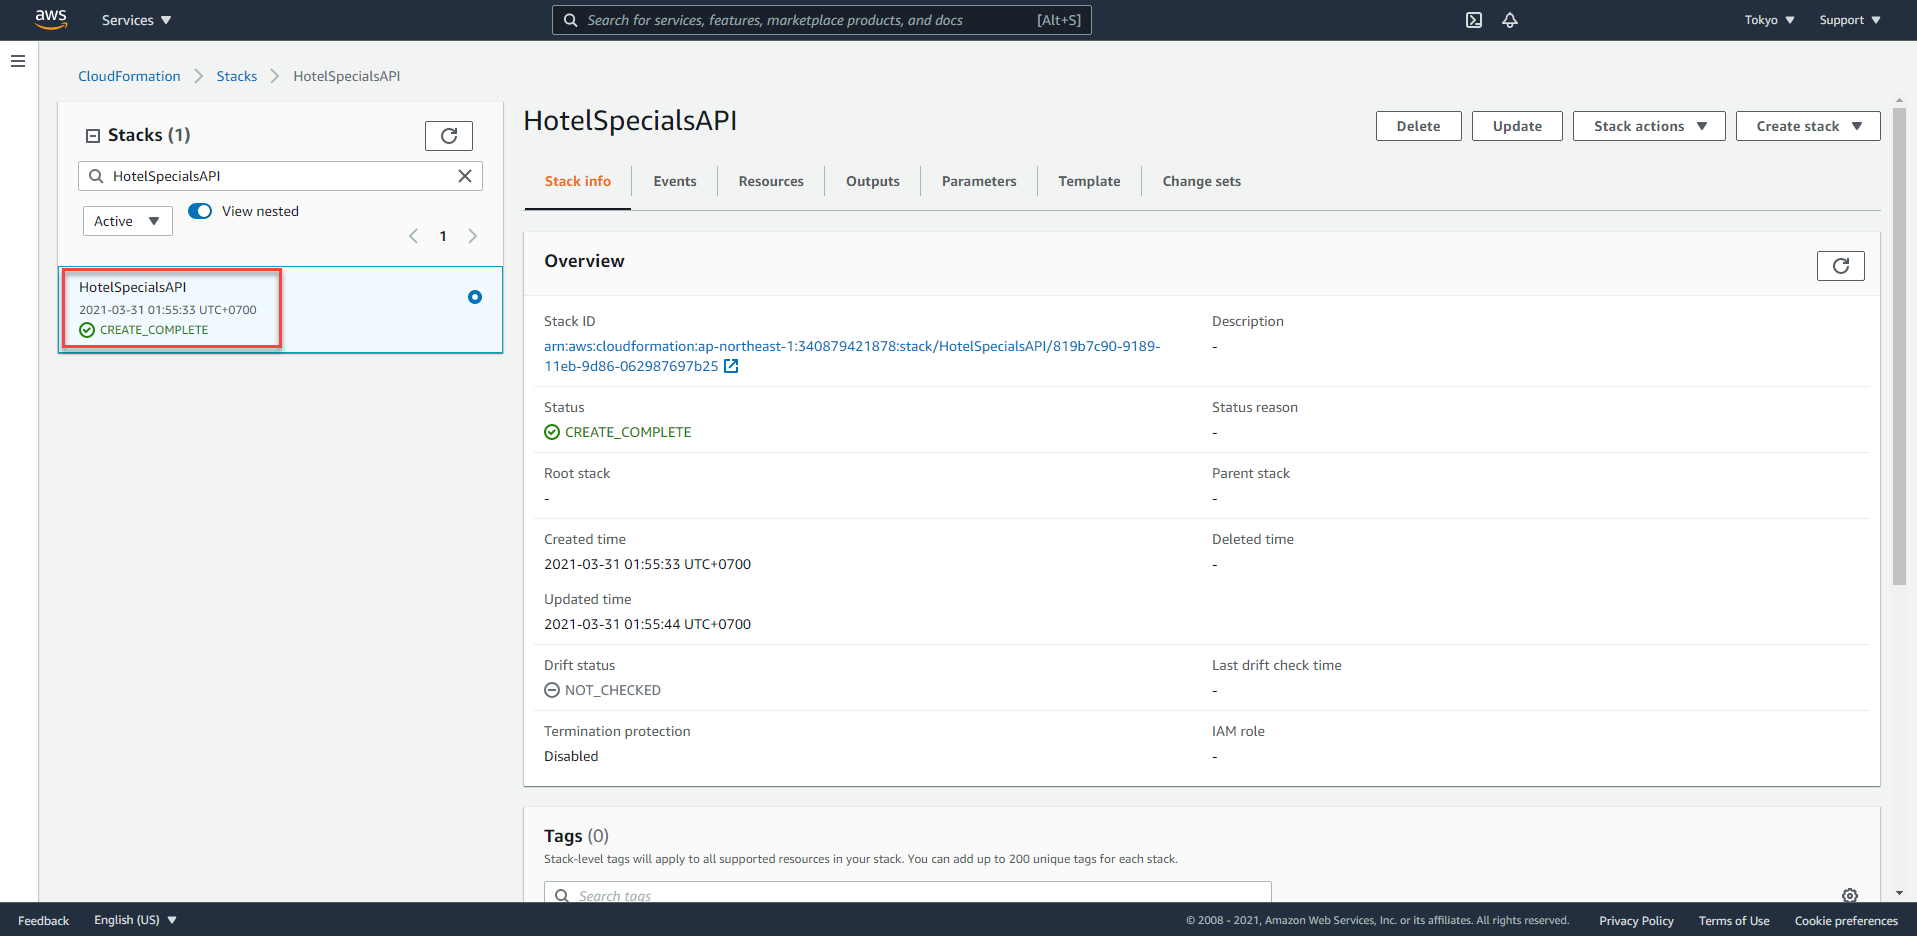 aws Services Search for services, features, marketplace products, and docs [Alt+S] Tokyo Support
CloudFormation Stacks HotelSpecialsAPI
Stacks (1)
HotelSpecialsAPI
Active View nested
1
HotelSpecialsAPI
2021-03-31 01:55:33 UTC+0700
CREATE_COMPLETE
HotelSpecialsAPI
Delete Update Stack actions Create stack
Stack info Events Resources Outputs Parameters Template Change sets
Overview
Stack ID
arn:aws:cloudformation:ap-northeast-1:340879421878:stack/HotelSpecialsAPI/819b7c90-9189-
11eb-9d86-062987697b25
Description
-
Status
CREATE_COMPLETE
Status reason
-
Root stack
-
Parent stack
-
Created time
2021-03-31 01:55:33 UTC+0700
Deleted time
-
Updated time
2021-03-31 01:55:44 UTC+0700
Drift status
NOT_CHECKED
Last drift check time
-
Termination protection
Disabled
IAM role
-
Tags (0)
Stack-level tags will apply to all supported resources in your stack. You can add up to 200 unique tags for each stack.
Search tags
Feedback English (US) © 2008 - 2021, Amazon Web Services, Inc. or its affiliates. All rights reserved. Privacy Policy Terms of Use Cookie preferences